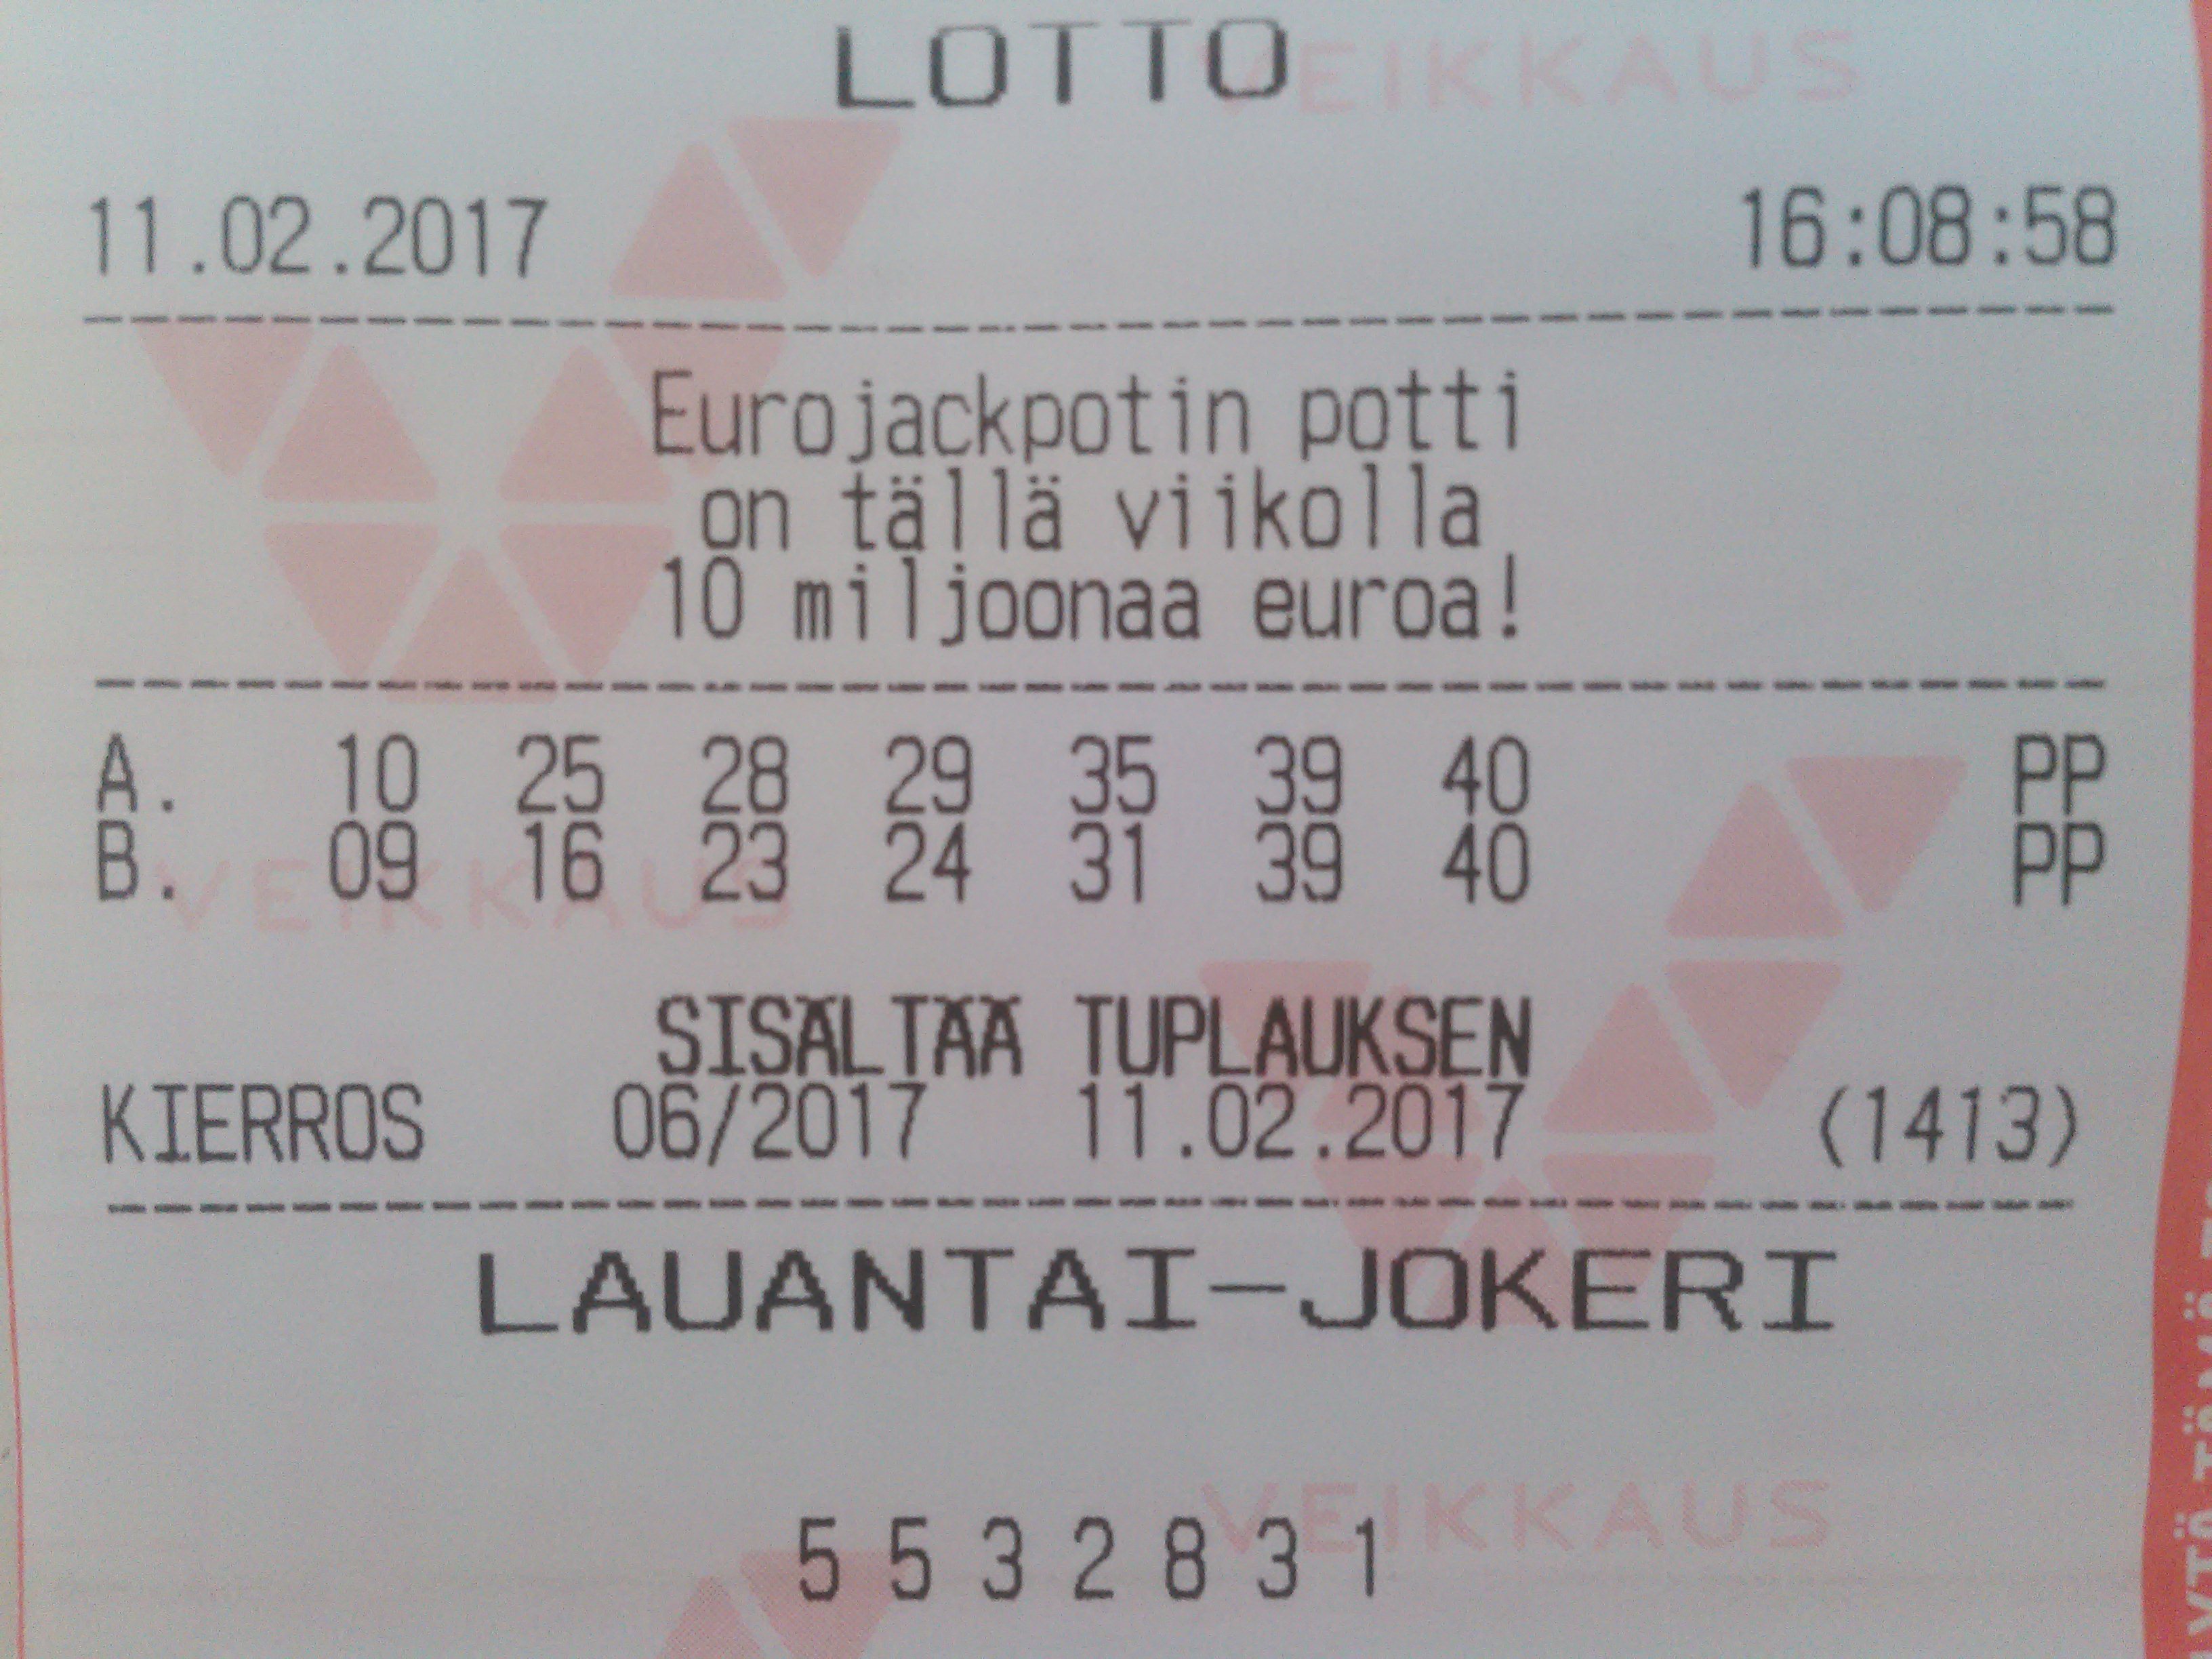 LOTTO
VEIKKAUS
11.02.2017 16:08:58
Eurojackpotin potti
on tällä viikolla
10 miljoonaa euroa!
A. 10 25 28 29 35 39 40 PP
B. 09 16 23 24 31 39 40 PP
VEIKKAUS
SISÄLTÄÄ TUPLAUKSEN
KIERROS 06/2017 11.02.2017 (1413)
LAUANTAI-JOKERI
VEIKKAUS
5 5 3 2 8 3 1
TÄMÄ